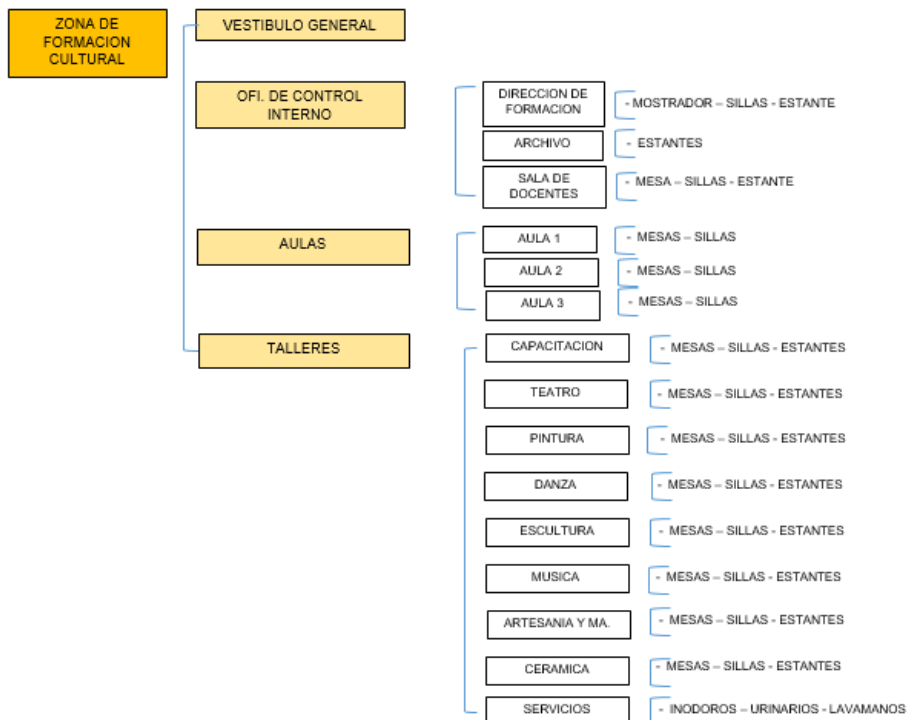 ZONA DE
FORMACION
CULTURAL
VESTIBULO GENERAL
OFI. DE CONTROL
INTERNO
DIRECCION DE
FORMACION
- MOSTRADOR – SILLAS - ESTANTE
ARCHIVO
- ESTANTES
SALA DE
DOCENTES
- MESA – SILLAS - ESTANTE
AULAS
AULA 1
- MESAS – SILLAS
AULA 2
- MESAS – SILLAS
AULA 3
- MESAS – SILLAS
TALLERES
CAPACITACION
- MESAS – SILLAS - ESTANTES
TEATRO
- MESAS – SILLAS - ESTANTES
PINTURA
- MESAS – SILLAS - ESTANTES
DANZA
- MESAS – SILLAS - ESTANTES
ESCULTURA
- MESAS – SILLAS - ESTANTES
MUSICA
- MESAS – SILLAS - ESTANTES
ARTESANIA Y MA.
- MESAS – SILLAS - ESTANTES
CERAMICA
- MESAS – SILLAS - ESTANTES
SERVICIOS
- INODOROS – URINARIOS - LAVAMANOS